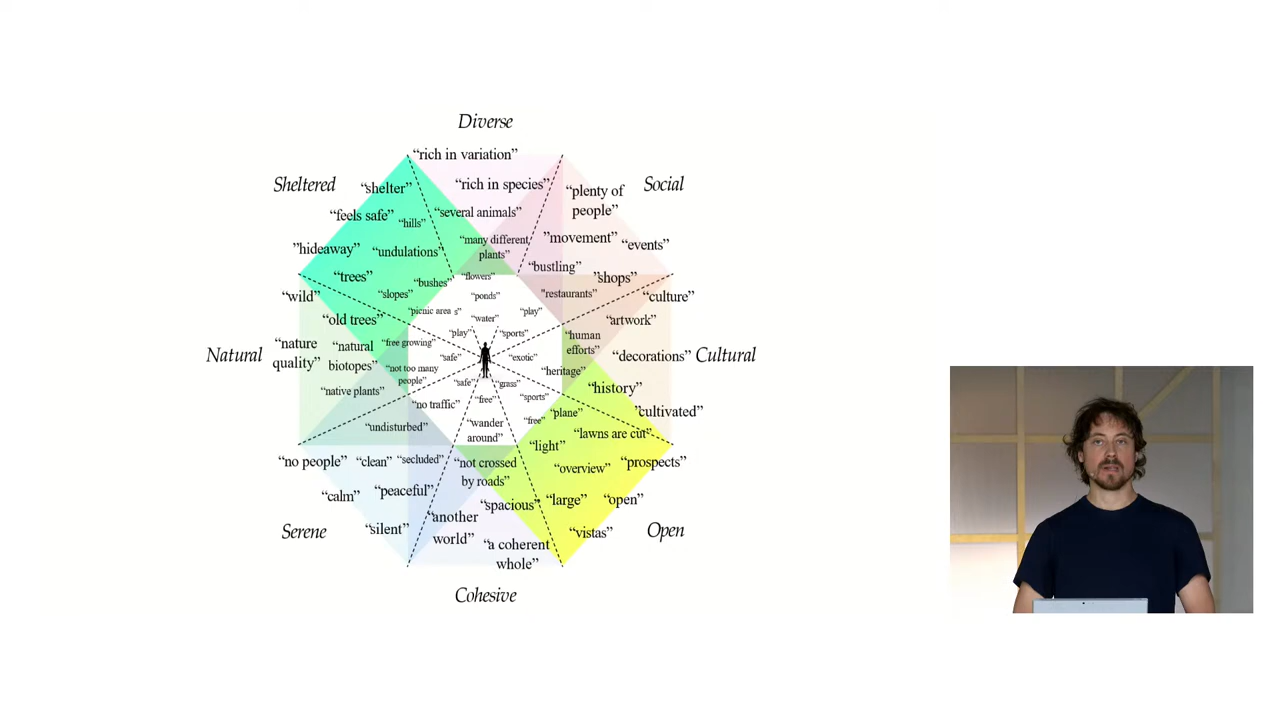 Diverse
“rich in variation”
Sheltered
“shelter”
“rich in species”
Social
“plenty of
people”
“feels safe”
“hills”
“several animals”
”hideaway”
“undulations”
“many different
plants”
”movement”
“events”
“trees”
“bushes”
“flowers”
“bustling”
”shops”
“wild”
“slopes”
“ponds”
"restaurants”
“culture”
“old trees”
“picnic area s”
“water”
“play”
“artwork”
“nature
quality”
“natural
biotopes”
“free growing”
“play”
“sports”
“human
efforts”
Natural
“safe”
“exotic”
“decorations”
Cultural
“not too many
people”
“heritage”
“native plants”
“safe”
“grass”
“history”
“no traffic”
“free”
“sports”
“plane”
”cultivated”
“undisturbed”
“wander
around”
“free”
“lawns are cut”
“light”
“no people”
“clean”
“secluded”
“not crossed
by roads”
“overview”
“prospects”
“calm”
“peaceful”
“spacious”
“large”
“open”
“silent”
“another
world”
“vistas”
Serene
“a coherent
whole”
Open
Cohesive